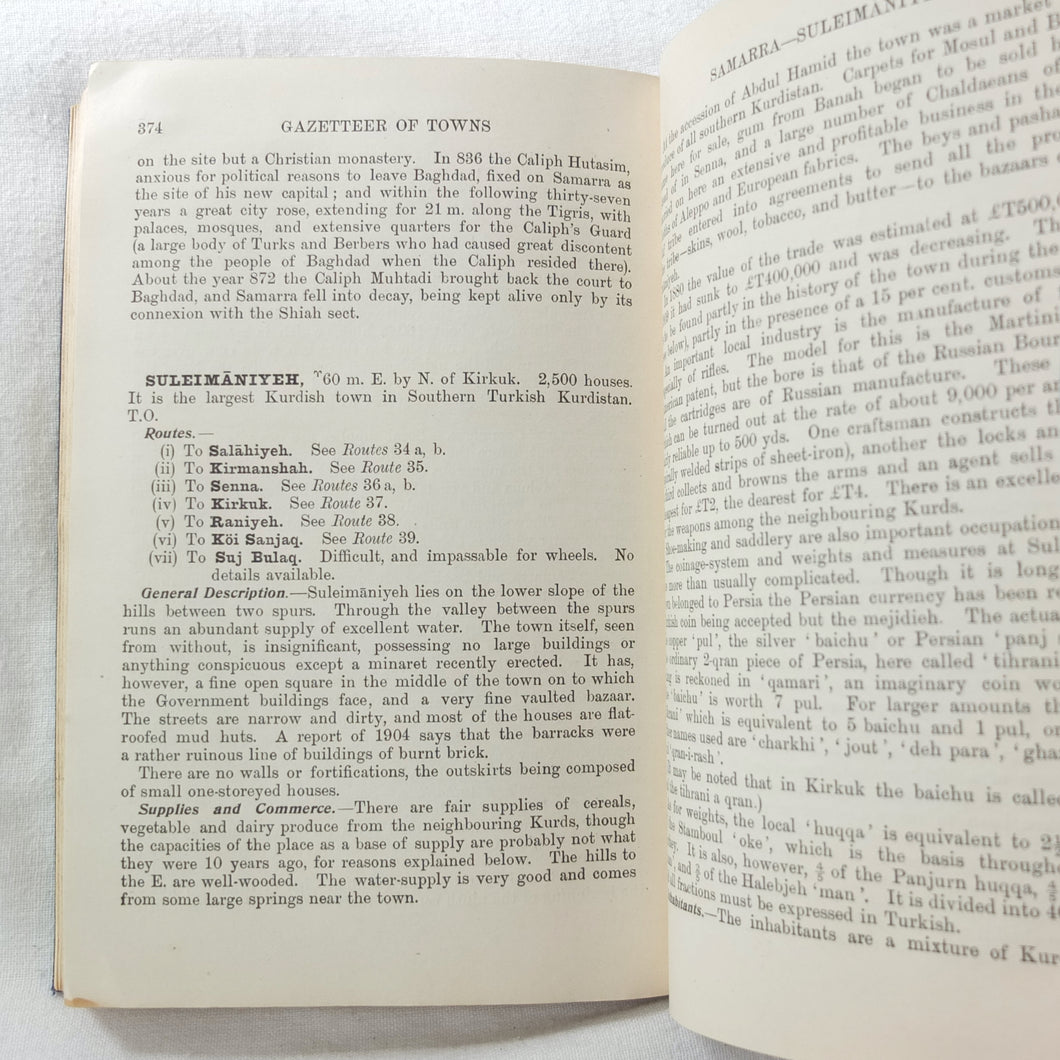 374 GAZETTEER OF TOWNS
on the site but a Christian monastery. In 836 the Caliph Hutasim,
anxious for political reasons to leave Baghdad, fixed on Samarra as
the site of his new capital ; and within the following thirty-seven
years a great city rose, extending for 21 m. along the Tigris, with
palaces, mosques, and extensive quarters for the Caliph's Guard
(a large body of Turks and Berbers who had caused great discontent
among the people of Baghdad when the Caliph resided there).
About the year 872 the Caliph Muhtadi brought back the court to
Baghdad, and Samarra fell into decay, being kept alive only by its
connexion with the Shiah sect.
SULEIMĀNIYEH, 60 m. E. by N. of Kirkuk. 2,500 houses.
It is the largest Kurdish town in Southern Turkish Kurdistan.
T.O.
Routes.—
(i) To Salāhiyeh. See Routes 34 a, b.
(ii) To Kirmanshah. See Route 35.
(iii) To Senna. See Routes 36 a, b.
(iv) To Kirkuk. See Route 37.
(v) To Raniyeh. See Route 38.
(vi) To Köi Sanjaq. See Route 39.
(vii) To Suj Bulaq. Difficult, and impassable for wheels. No
details available.
General Description.—Suleimāniyeh lies on the lower slope of the
hills between two spurs. Through the valley between the spurs
runs an abundant supply of excellent water. The town itself, seen
from without, is insignificant, possessing no large buildings or
anything conspicuous except a minaret recently erected. It has,
however, a fine open square in the middle of the town on to which
the Government buildings face, and a very fine vaulted bazaar.
The streets are narrow and dirty, and most of the houses are flat-
roofed mud huts. A report of 1904 says that the barracks were
a rather ruinous line of buildings of burnt brick.
There are no walls or fortifications, the outskirts being composed
of small one-storeyed houses.
Supplies and Commerce.—There are fair supplies of cereals,
vegetable and dairy produce from the neighbouring Kurds, though
the capacities of the place as a base of supply are probably not what
they were 10 years ago, for reasons explained below. The hills to
the E. are well-wooded. The water-supply is very good and comes
from some large springs near the town.
SAMARRA—SULEIMANIY
the accession of Abdul Hamid the town was a market
of all southern Kurdistan. Carpets for Mosul and B
here for sale, gum from Banah began to be sold
of in Senna, and a large number of Chaldaeans of
on here an extensive and profitable business in the
of Aleppo and European fabrics. The beys and pasha
tribe entered into agreements to send all the pro
tribe—skins, wool, tobacco, and butter—to the bazaars
1880 the value of the trade was estimated at £T500,0
it had sunk to £T400,000 and was decreasing. Th
be found partly in the history of the town during the
below), partly in the presence of a 15 per cent. customs
important local industry is the manufacture of
of rifles. The model for this is the Martini
patent, but the bore is that of the Russian Bour
the cartridges are of Russian manufacture. These
can be turned out at the rate of about 9,000 per an
reliable up to 500 yds. One craftsman constructs th
welded strips of sheet-iron), another the locks an
collects and browns the arms and an agent sells
for £T2, the dearest for £T4. There is an excelle
the weapons among the neighbouring Kurds.
making and saddlery are also important occupation
The coinage-system and weights and measures at Sul
more than usually complicated. Though it is long
belonged to Persia the Persian currency has been re
coin being accepted but the mejidieh. The actua
copper 'pul', the silver 'baichu' or Persian 'panj
ordinary 2-qran piece of Persia, here called 'tihrani
is reckoned in 'qamari', an imaginary coin wo
'baichu' is worth 7 pul. For larger amounts th
which is equivalent to 5 baichu and 1 pul, or
names used are 'charkhi', 'jout', 'deh para', 'gha
'gran-i-rash'.
may be noted that in Kirkuk the baichu is calle
the tihrani a qran.)
for weights, the local 'huqqa' is equivalent to 2
the Stamboul 'oke', which is the basis througho
It is also, however, 4/5 of the Panjurn huqqa, 4/5
and of the Halebjeh 'man'. It is divided into 40
all fractions must be expressed in Turkish.
The inhabitants are a mixture of Kur